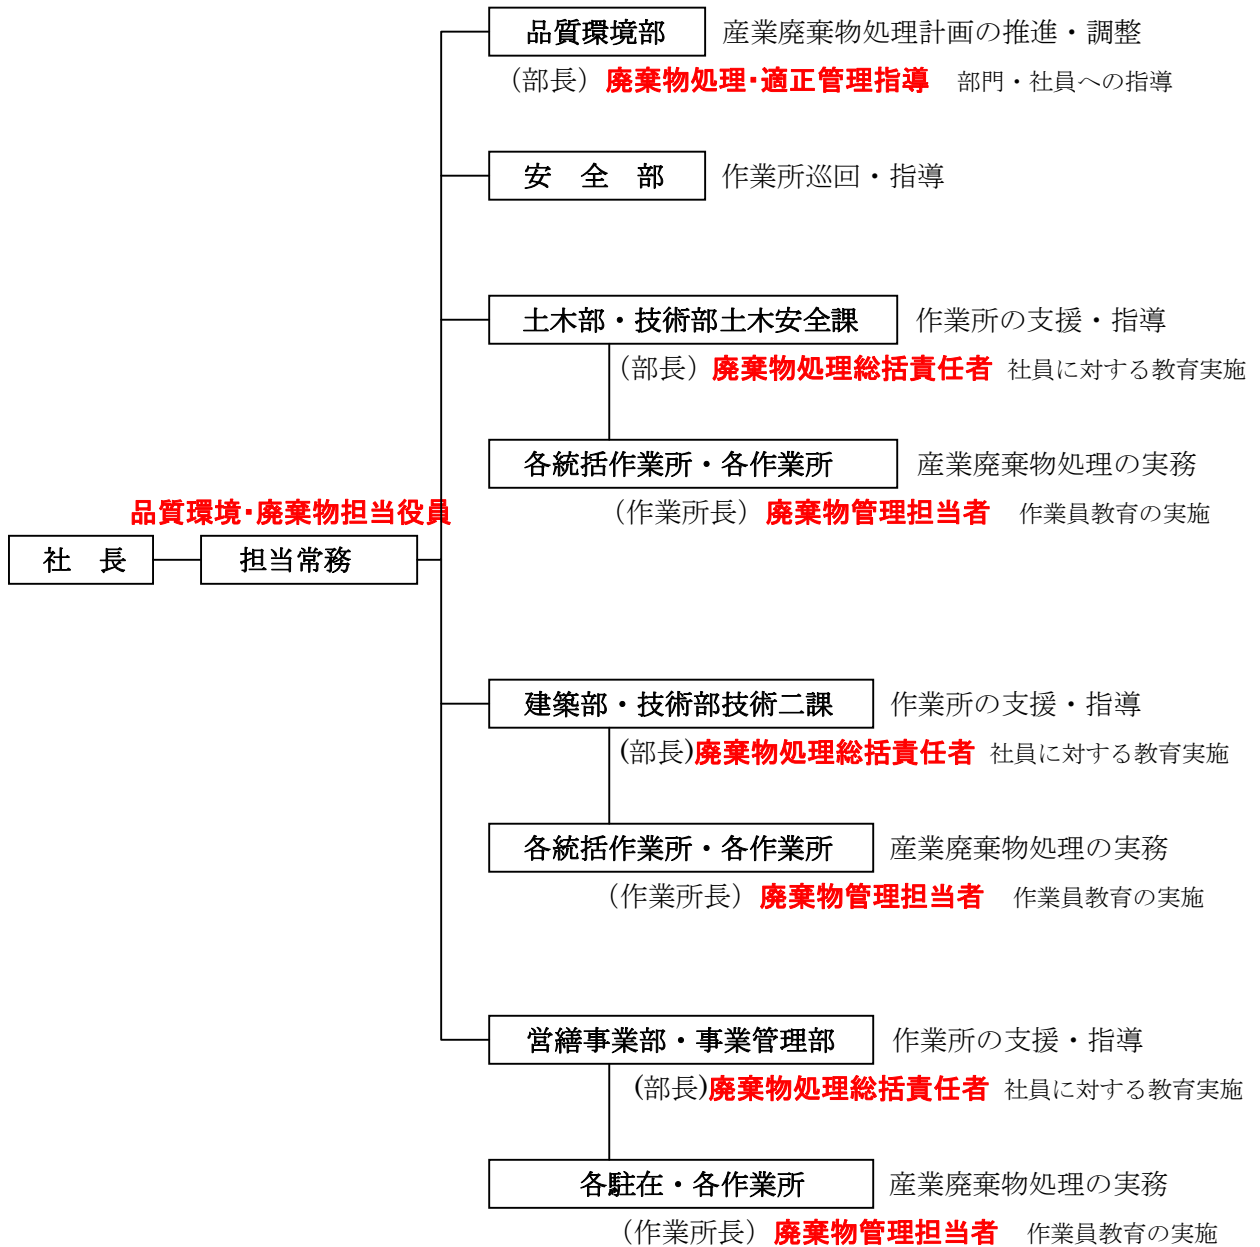 品質環境部 産業廃棄物処理計画の推進・調整
（部長）廃棄物処理・適正管理指導 部門・社員への指導
安　全　部 作業所巡回・指導
土木部・技術部土木安全課 作業所の支援・指導
（部長）廃棄物処理総括責任者 社員に対する教育実施
各統括作業所・各作業所 産業廃棄物処理の実務
（作業所長）廃棄物管理担当者 作業員教育の実施
品質環境・廃棄物担当役員
社　長 担当常務
建築部・技術部技術二課 作業所の支援・指導
(部長)廃棄物処理総括責任者 社員に対する教育実施
各統括作業所・各作業所 産業廃棄物処理の実務
（作業所長）廃棄物管理担当者 作業員教育の実施
営繕事業部・事業管理部 作業所の支援・指導
(部長)廃棄物処理総括責任者 社員に対する教育実施
各駐在・各作業所 産業廃棄物処理の実務
（作業所長）廃棄物管理担当者 作業員教育の実施